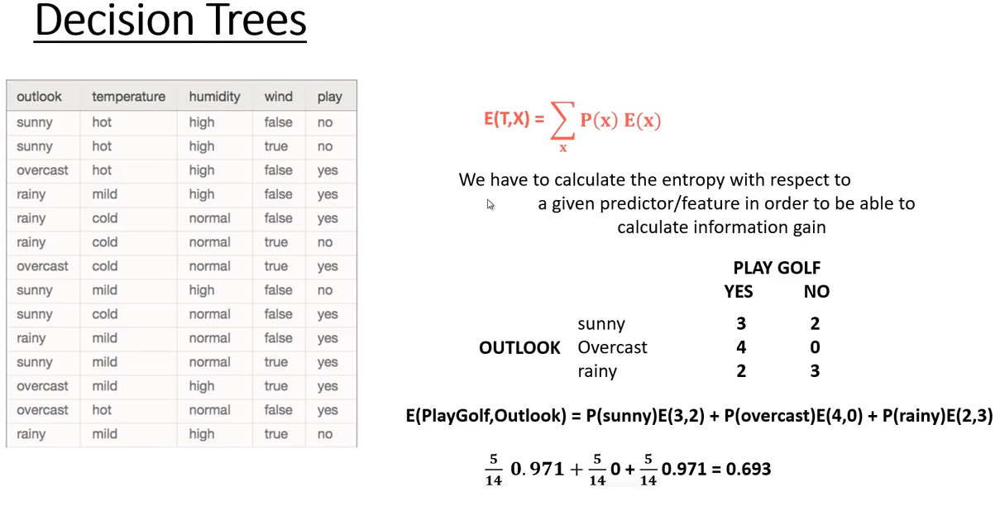 Decision Trees
outlook temperature humidity wind play
sunny hot high false no
sunny hot high true no
overcast hot high false yes
rainy mild high false yes
rainy cold normal false yes
rainy cold normal true no
overcast cold normal true yes
sunny mild high false no
sunny cold normal false yes
rainy mild normal false yes
sunny mild normal true yes
overcast mild high true yes
overcast hot normal false yes
rainy mild high true no
E(T,X) = ∑ P(x) E(x)
x
We have to calculate the entropy with respect to
a given predictor/feature in order to be able to
calculate information gain
PLAY GOLF
YES NO
sunny 3 2
OUTLOOK Overcast 4 0
rainy 2 3
E(PlayGolf,Outlook) = P(sunny)E(3,2) + P(overcast)E(4,0) + P(rainy)E(2,3)
5/14 0.971 + 5/14 0 + 5/14 0.971 = 0.693